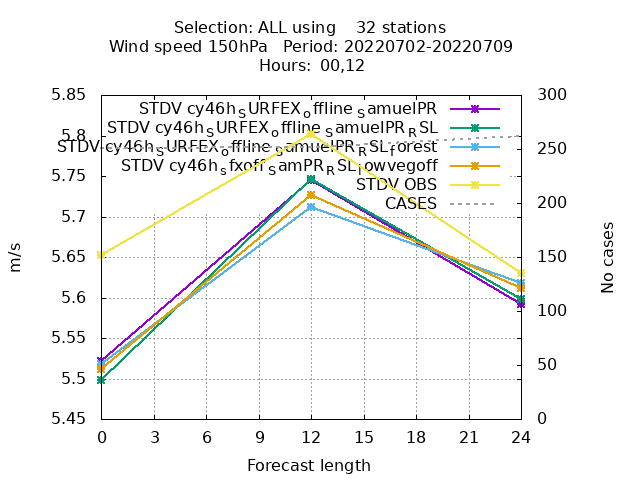 Selection: ALL using 32 stations
Wind speed 150hPa Period: 20220702-20220709
Hours: 00,12
5.85
5.8
5.75
5.7
5.65
5.6
5.55
5.5
5.45
m/s
STDV cy46h_SURFEX_offline_SamueIPR
STDV cy46h_SURFEX_offline_SamueIPR_RSL
STDV cy46h_SURFEX_offline_samueIPR_RSL_forest
STDV cy46h_sfxoff_SamPR_RSL_lowvegoff
STDV OBS
CASES
300
250
200
150
100
50
0
No cases
0 3 6 9 12 15 18 21 24
Forecast length